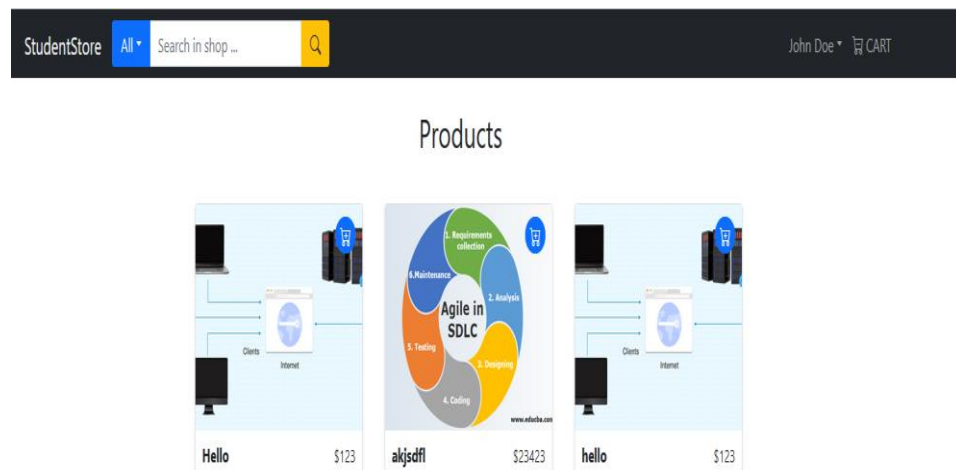 StudentStore All Search in shop ... John Doe CART
Products
1. Requirements
collection
2. Analysis
3. Designing
4. Coding
5. Testing
6.Maintenance
Agile in
SDLC
www.educba.com
Clients
Internet
Clients
Internet
Hello $123
akjsdfl $23423
hello $123